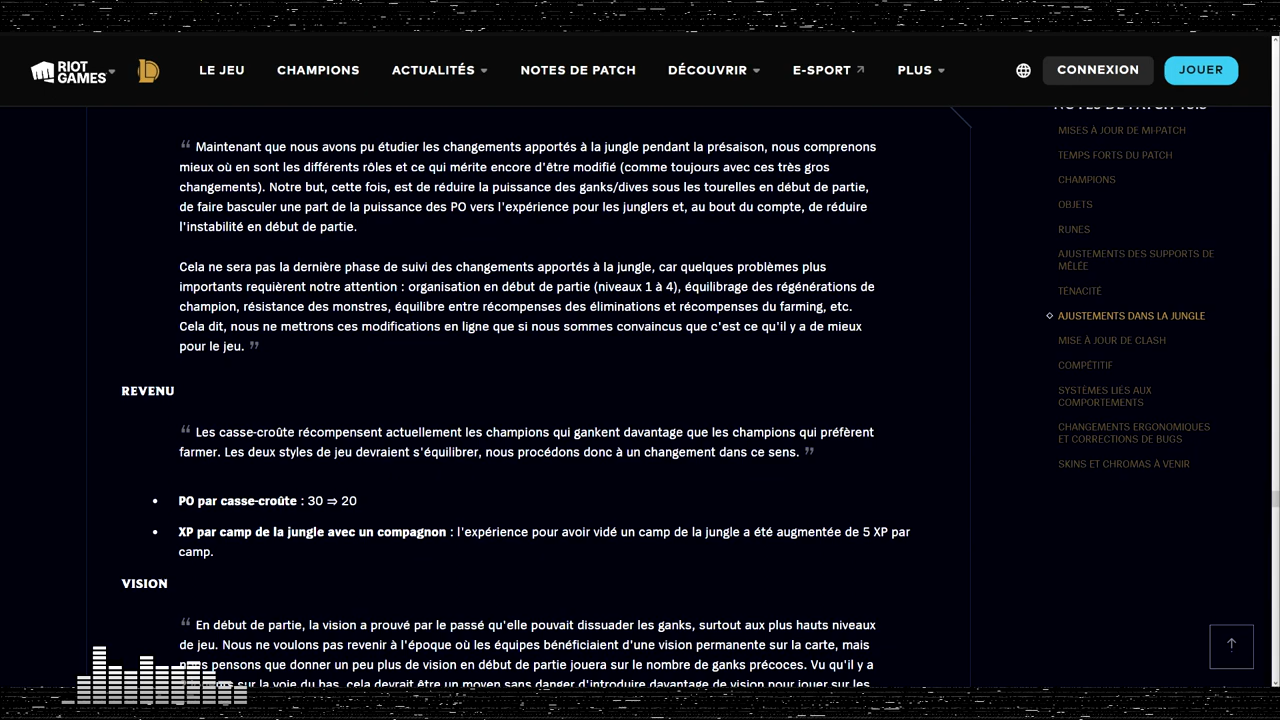 RIOT GAMES
LE JEU
CHAMPIONS
ACTUALITÉS
NOTES DE PATCH
DÉCOUVRIR
E-SPORT
PLUS
CONNEXION
JOUER
“ Maintenant que nous avons pu étudier les changements apportés à la jungle pendant la présaison, nous comprenons
mieux où en sont les différents rôles et ce qui mérite encore d'être modifié (comme toujours avec ces très gros
changements). Notre but, cette fois, est de réduire la puissance des ganks/dives sous les tourelles en début de partie,
de faire basculer une part de la puissance des PO vers l'expérience pour les junglers et, au bout du compte, de réduire
l'instabilité en début de partie.
Cela ne sera pas la dernière phase de suivi des changements apportés à la jungle, car quelques problèmes plus
importants requièrent notre attention : organisation en début de partie (niveaux 1 à 4), équilibrage des régénérations de
champion, résistance des monstres, équilibre entre récompenses des éliminations et récompenses du farming, etc.
Cela dit, nous ne mettrons ces modifications en ligne que si nous sommes convaincus que c'est ce qu'il y a de mieux
pour le jeu. ”
REVENU
“ Les casse-croûte récompensent actuellement les champions qui gankent davantage que les champions qui préfèrent
farmer. Les deux styles de jeu devraient s'équilibrer, nous procédons donc à un changement dans ce sens. ”
• PO par casse-croûte : 30 ⇒ 20
• XP par camp de la jungle avec un compagnon : l'expérience pour avoir vidé un camp de la jungle a été augmentée de 5 XP par
camp.
VISION
“ En début de partie, la vision a prouvé par le passé qu'elle pouvait dissuader les ganks, surtout aux plus hauts niveaux
de jeu. Nous ne voulons pas revenir à l'époque où les équipes bénéficiaient d'une vision permanente sur la carte, mais
pensons que donner un peu plus de vision en début de partie jouera sur le nombre de ganks précoces. Vu qu'il y a
sur la voie du bas, cela devrait être un moyen sans danger d'introduire davantage de vision pour jouer sur les
MISES À JOUR DE MI-PATCH
TEMPS FORTS DU PATCH
CHAMPIONS
OBJETS
RUNES
AJUSTEMENTS DES SUPPORTS DE
MÊLÉE
TÉNACITÉ
AJUSTEMENTS DANS LA JUNGLE
MISE À JOUR DE CLASH
COMPÉTITIF
SYSTÈMES LIÉS AUX
COMPORTEMENTS
CHANGEMENTS ERGONOMIQUES
ET CORRECTIONS DE BUGS
SKINS ET CHROMAS À VENIR